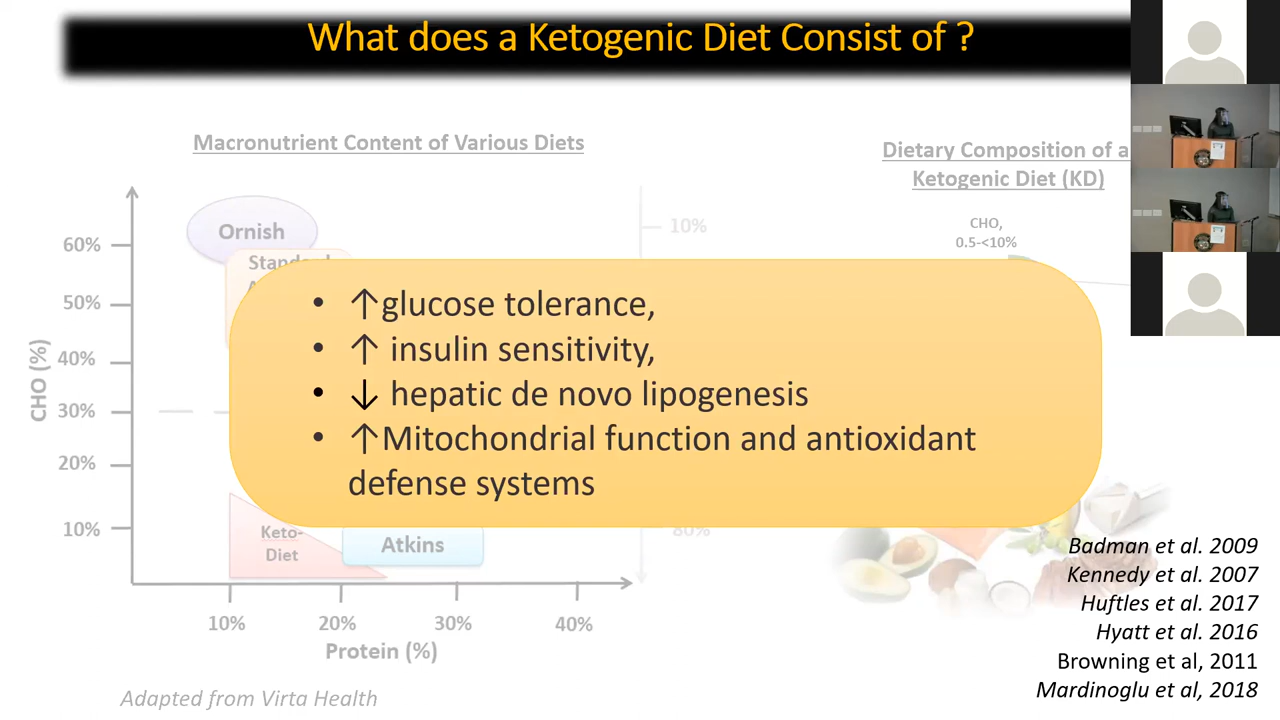 What does a Ketogenic Diet Consist of ?
Macronutrient Content of Various Diets
Dietary Composition of a
Ketogenic Diet (KD)
CHO,
0.5-<10%
Ornish
60%
50%
40%
30%
20%
10%
CHO (%)
10%
80%
↑glucose tolerance,
↑ insulin sensitivity,
↓ hepatic de novo lipogenesis
↑Mitochondrial function and antioxidant
defense systems
Keto-
Diet
Atkins
10%
20%
30%
40%
Protein (%)
Adapted from Virta Health
Badman et al. 2009
Kennedy et al. 2007
Huftles et al. 2017
Hyatt et al. 2016
Browning et al, 2011
Mardinoglu et al, 2018